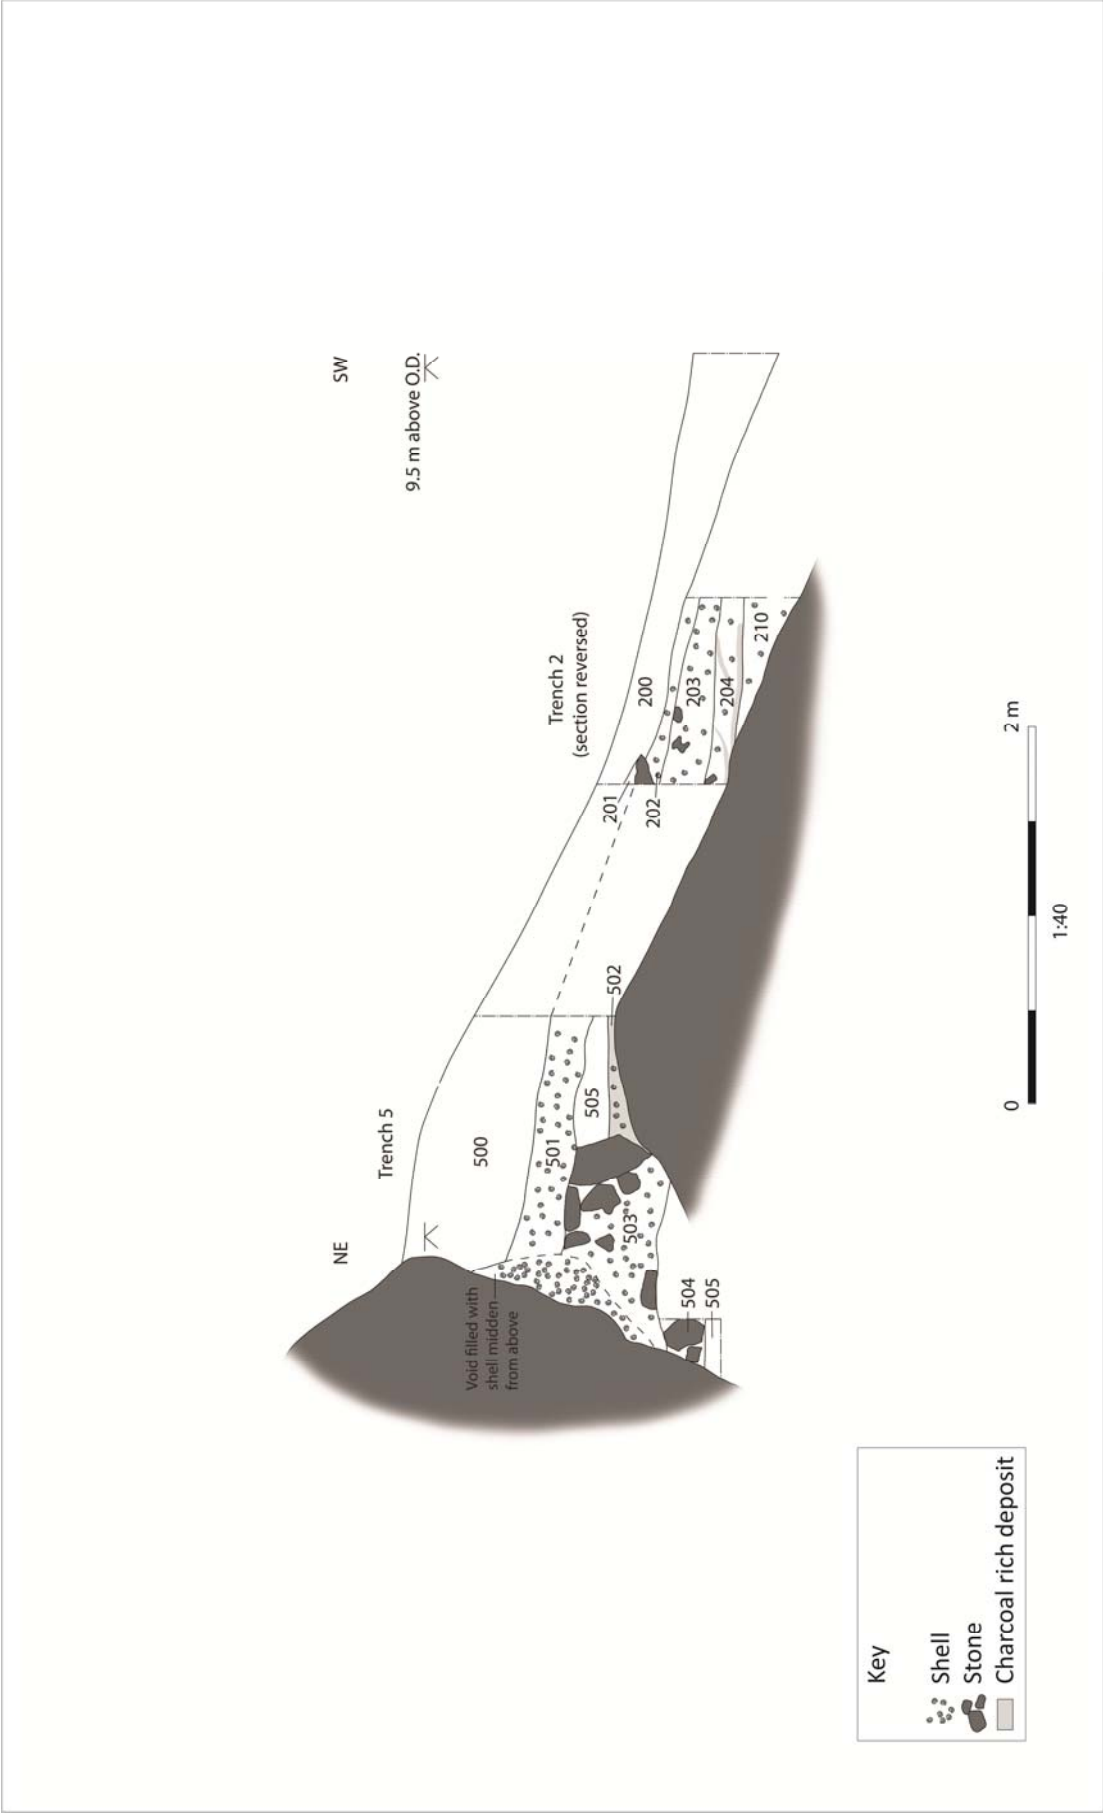 NE
SW
9.5 m above O.D.
Trench 5
Trench 2
(section reversed)
Void filled with
shell midden
from above
500
501
505
502
503
504
505
201
202
200
203
204
210
0
2 m
1:40
Key
Shell
Stone
Charcoal rich deposit